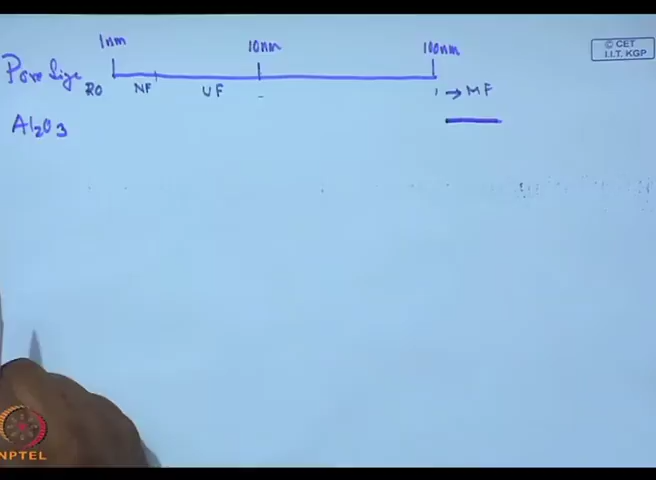 1nm 10nm 100nm
Pore Size
RO NF UF → MF
Al2O3
© CET
I.I.T. KGP
NPTEL